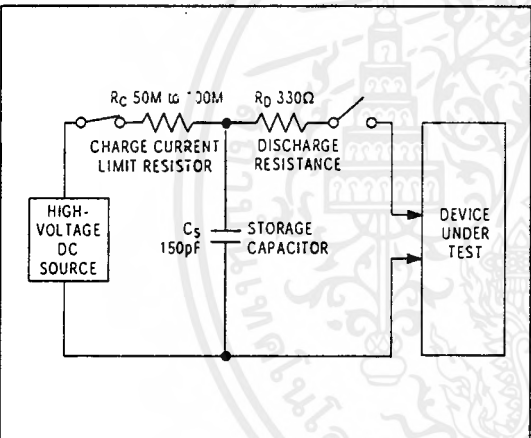 RC 50M to 100M
RD 330Ω
CHARGE CURRENT
LIMIT RESISTOR
DISCHARGE
RESISTANCE
HIGH-
VOLTAGE
DC
SOURCE
CS
150pF
STORAGE
CAPACITOR
DEVICE
UNDER
TEST